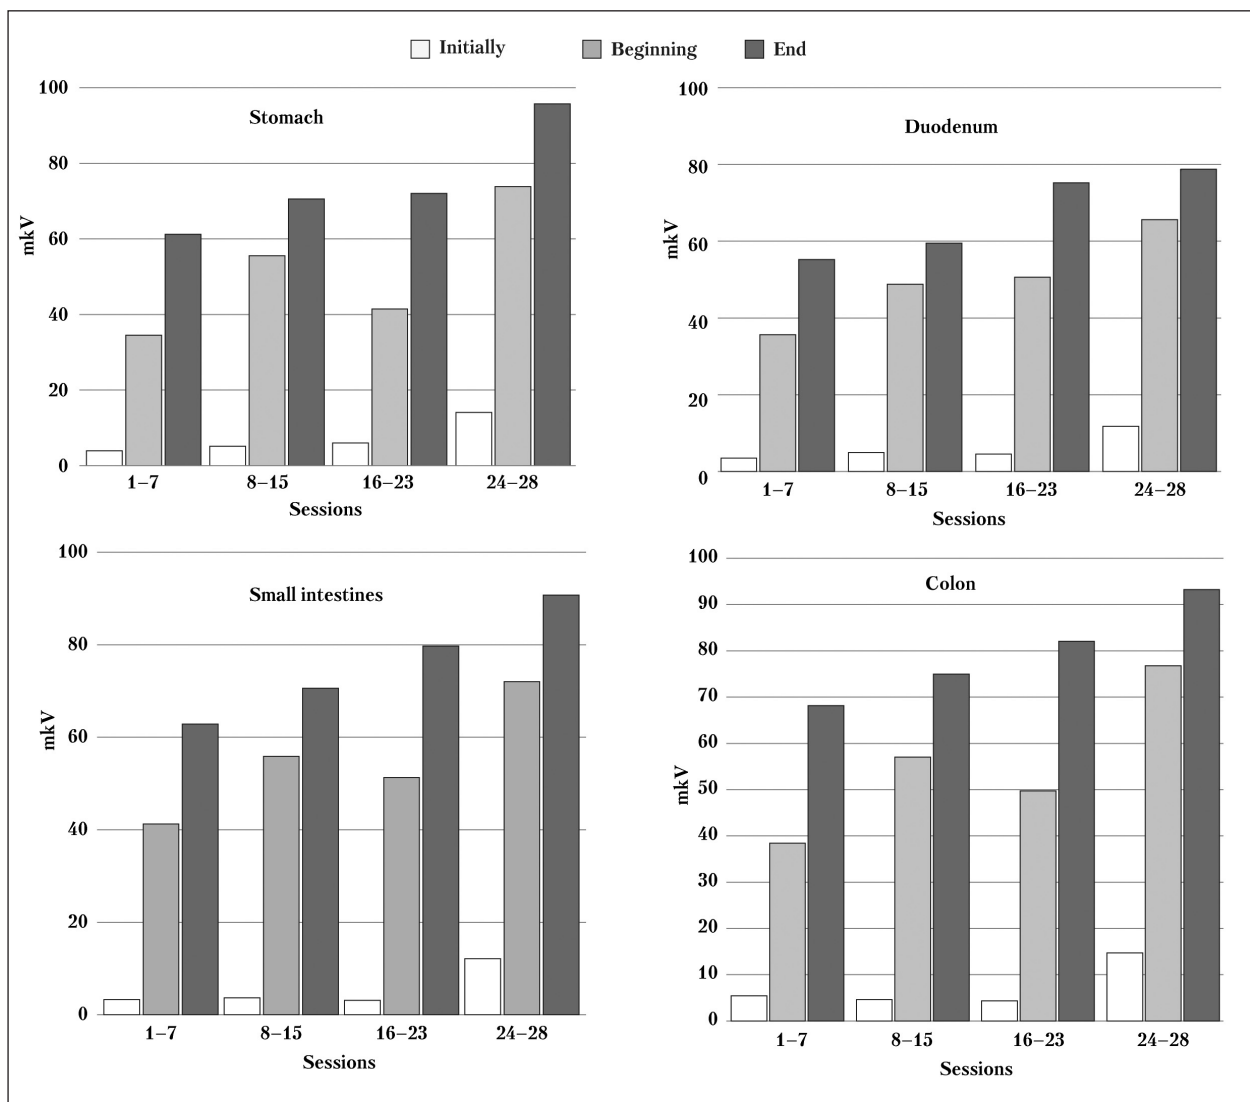 Initially Beginning End
Stomach
100
80
60
40
20
0
mkV
1–7 8–15 16–23 24–28
Sessions
Duodenum
100
80
60
40
20
0
mkV
1–7 8–15 16–23 24–28
Sessions
Small intestines
100
80
60
40
20
0
mkV
1–7 8–15 16–23 24–28
Sessions
Colon
100
90
80
70
60
50
40
30
20
10
0
mkV
1–7 8–15 16–23 24–28
Sessions